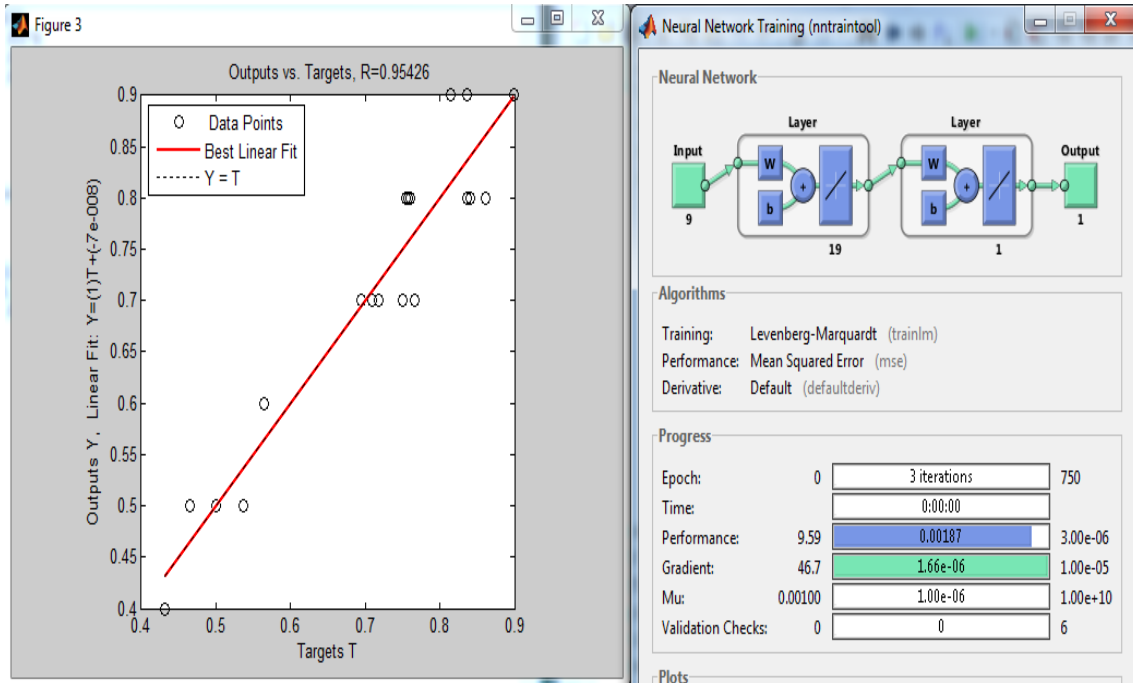 Figure 3
Outputs vs. Targets, R=0.95426
Data Points
Best Linear Fit
Y = T
0.9
0.85
0.8
0.75
0.7
0.65
0.6
0.55
0.5
0.45
0.4
Outputs Y, Linear Fit: Y=(1)T+(-7e-008)
0.4 0.5 0.6 0.7 0.8 0.9
Targets T
Neural Network Training (nntraintool)
Neural Network
Layer Layer
Input W b + W b + Output
9 19 1 1
Algorithms
Training: Levenberg-Marquardt (trainlm)
Performance: Mean Squared Error (mse)
Derivative: Default (defaultderiv)
Progress
Epoch: 0 3 iterations 750
Time: 0:00:00
Performance: 9.59 0.00187 3.00e-06
Gradient: 46.7 1.66e-06 1.00e-05
Mu: 0.00100 1.00e-06 1.00e+10
Validation Checks: 0 0 6
Plots